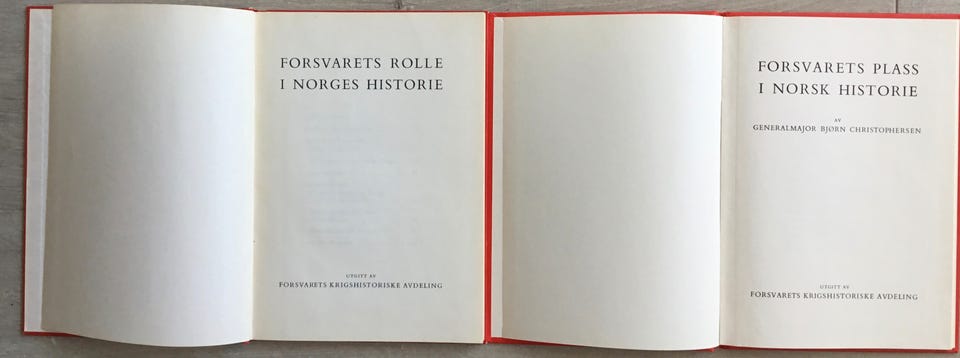 FORSVARETS ROLLE
I NORGES HISTORIE
UTGITT AV
FORSVARETS KRIGSHISTORISKE AVDELING
FORSVARETS PLASS
I NORSK HISTORIE
AV
GENERALMAJOR BJØRN CHRISTOPHERSEN
UTGITT AV
FORSVARETS KRIGSHISTORISKE AVDELING